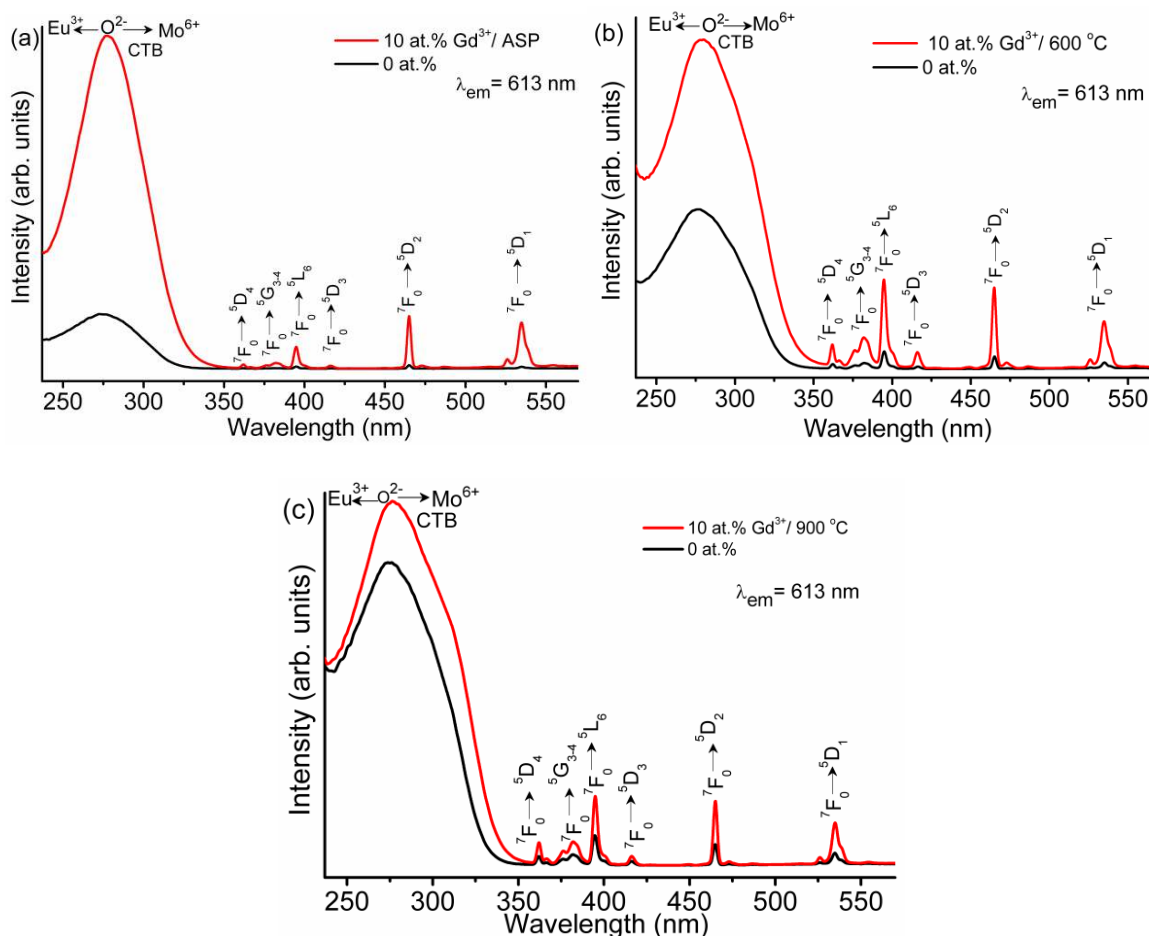 (a)
Eu³⁺ ← O²⁻ → Mo⁶⁺
CTB
10 at.% Gd³⁺/ ASP
0 at.%
λem= 613 nm
⁷F₀ → ⁵D₄
⁷F₀ → ⁵G₃₋₄
⁷F₀ → ⁵L₆
⁷F₀ → ⁵D₃
⁷F₀ → ⁵D₂
⁷F₀ → ⁵D₁
Intensity (arb. units)
250 300 350 400 450 500 550
Wavelength (nm)
(b)
Eu³⁺ ← O²⁻ → Mo⁶⁺
CTB
10 at.% Gd³⁺/ 600 °C
0 at.%
λem= 613 nm
⁷F₀ → ⁵D₄
⁷F₀ → ⁵G₃₋₄
⁷F₀ → ⁵L₆
⁷F₀ → ⁵D₃
⁷F₀ → ⁵D₂
⁷F₀ → ⁵D₁
Intensity (arb. units)
250 300 350 400 450 500 550
Wavelength (nm)
(c)
Eu³⁺ ← O²⁻ → Mo⁶⁺
CTB
10 at.% Gd³⁺/ 900 °C
0 at.%
λem= 613 nm
⁷F₀ → ⁵D₄
⁷F₀ → ⁵G₃₋₄
⁷F₀ → ⁵L₆
⁷F₀ → ⁵D₃
⁷F₀ → ⁵D₂
⁷F₀ → ⁵D₁
Intensity (arb. units)
250 300 350 400 450 500 550
Wavelength (nm)